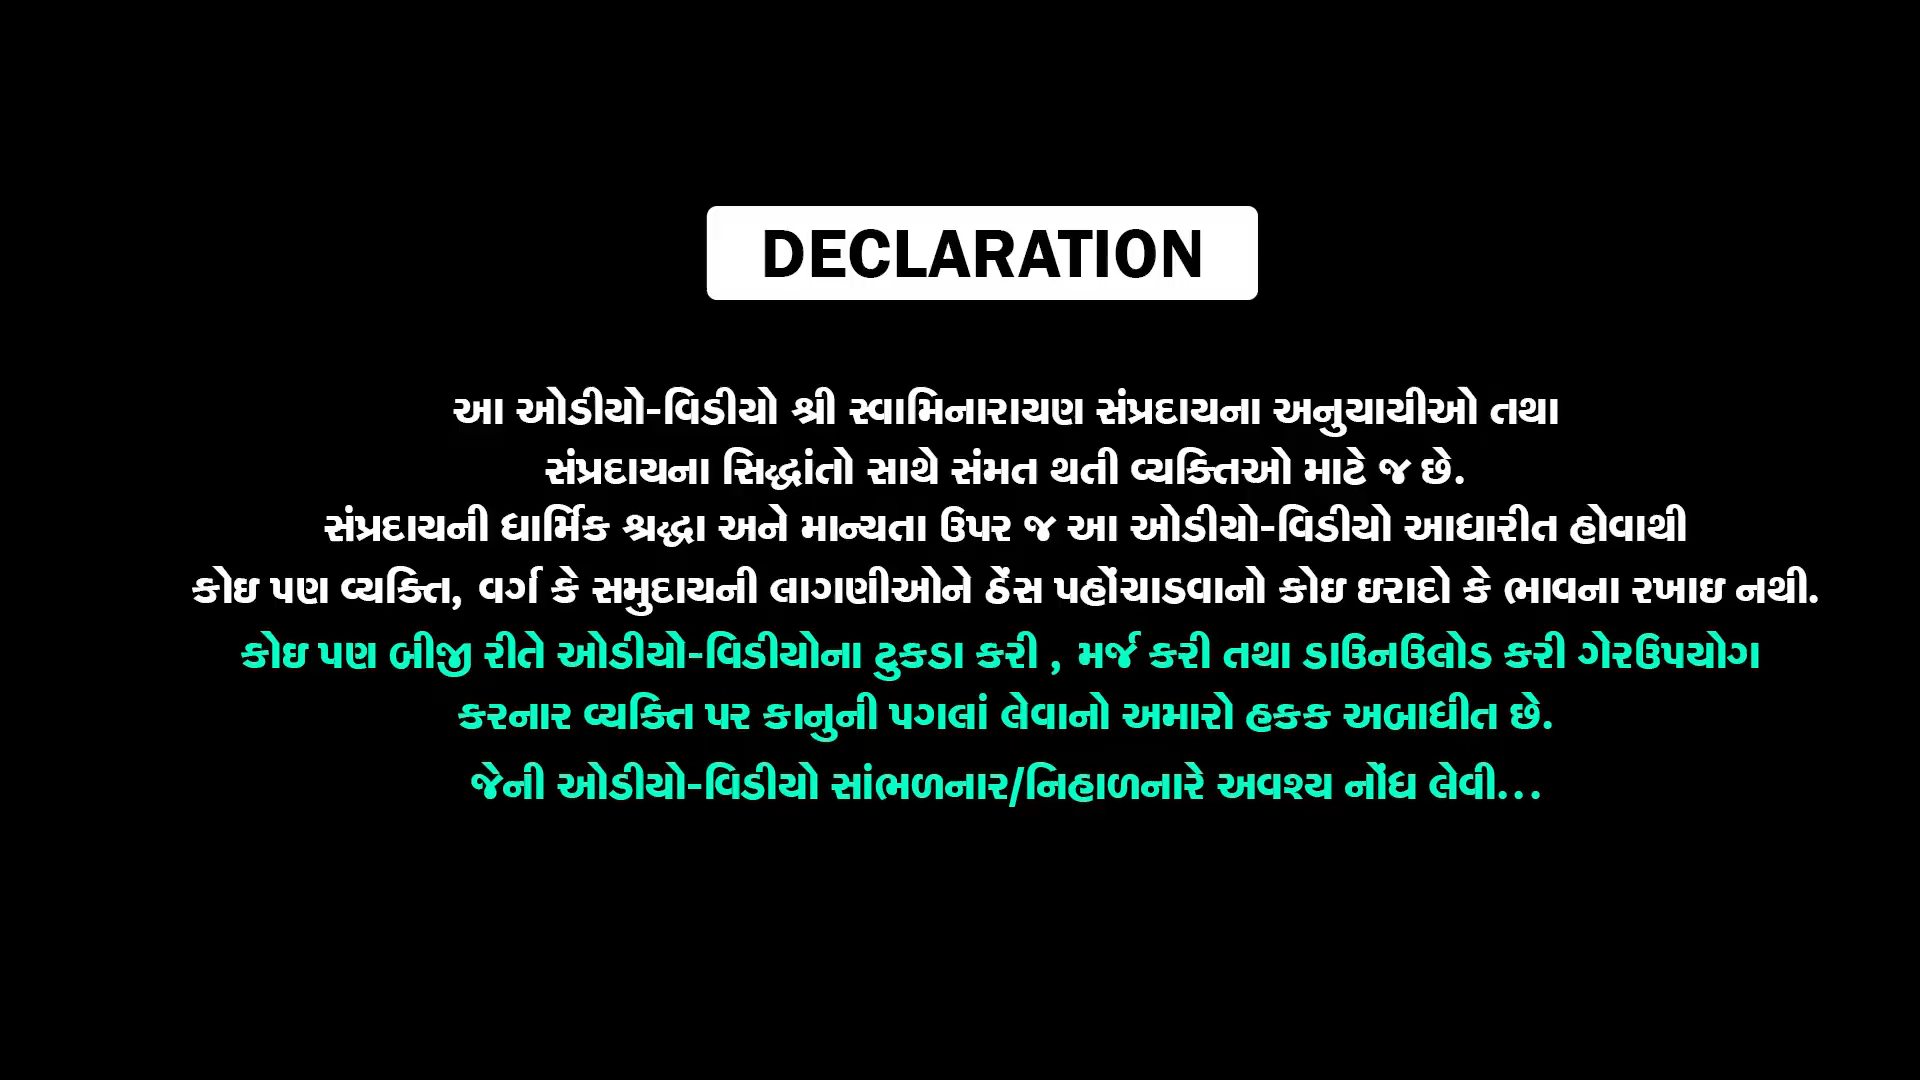 DECLARATION
આ ઓડીયો-વિડીયો શ્રી સ્વામિનારાયણ સંપ્રદાયના અનુયાયીઓ તથા
સંપ્રદાયના સિદ્ધાંતો સાથે સંમત થતી વ્યક્તિઓ માટે જ છે.
સંપ્રદાયની ધાર્મિક શ્રદ્ધા અને માન્યતા ઉપર જ આ ઓડીયો-વિડીયો આધારીત હોવાથી
કોઇ પણ વ્યક્તિ, વર્ગ કે સમુદાયની લાગણીઓને ઠેંસ પહોંચાડવાનો કોઇ ઇરાદો કે ભાવના રખાઇ નથી.
કોઇ પણ બીજી રીતે ઓડીયો-વિડીયોના ટુકડા કરી , મર્જ કરી તથા ડાઉનઉલોડ કરી ગેરઉપયોગ
કરનાર વ્યક્તિ પર કાનુની પગલાં લેવાનો અમારો હકક અબાધીત છે.
જેની ઓડીયો-વિડીયો સાંભળનાર/નિહાળનારે અવશ્ય નોંધ લેવી...